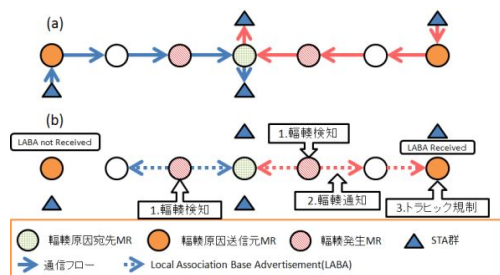 (a)
(b)
LABA not Received
1.輻輳検知
LABA Received
1.輻輳検知
2.輻輳通知
3.トラヒック規制
輻輳原因宛先MR
輻輳原因送信元MR
輻輳発生MR
STA群
通信フロー
Local Association Base Advertisement(LABA)